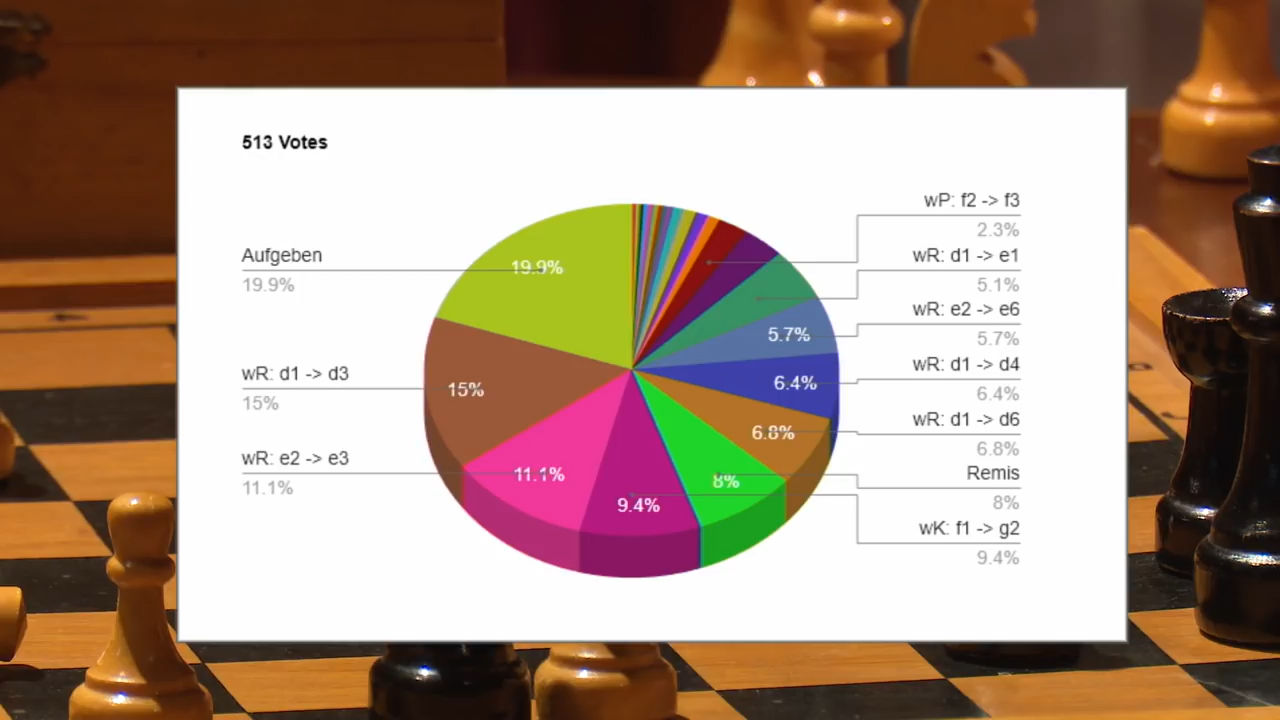 513 Votes
Aufgeben
19.9%
wR: d1 -> d3
15%
wR: e2 -> e3
11.1%
19.9%
15%
11.1%
9.4%
8%
6.8%
6.4%
5.7%
wP: f2 -> f3
2.3%
wR: d1 -> e1
5.1%
wR: e2 -> e6
5.7%
wR: d1 -> d4
6.4%
wR: d1 -> d6
6.8%
Remis
8%
wK: f1 -> g2
9.4%